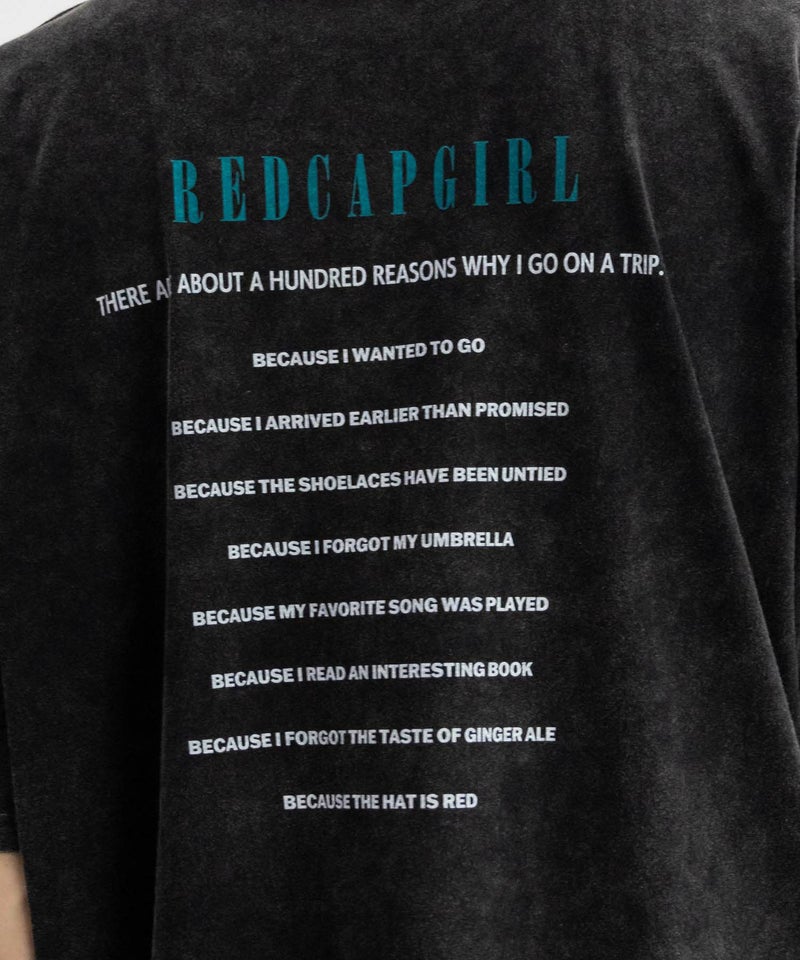 REDCAPGIRL
THERE ABOUT A HUNDRED REASONS WHY I GO ON A TRIP.
BECAUSE I WANTED TO GO
BECAUSE I ARRIVED EARLIER THAN PROMISED
BECAUSE THE SHOELACES HAVE BEEN UNTIED
BECAUSE I FORGOT MY UMBRELLA
BECAUSE MY FAVORITE SONG WAS PLAYED
BECAUSE I READ AN INTERESTING BOOK
BECAUSE I FORGOT THE TASTE OF GINGER ALE
BECAUSE THE HAT IS RED